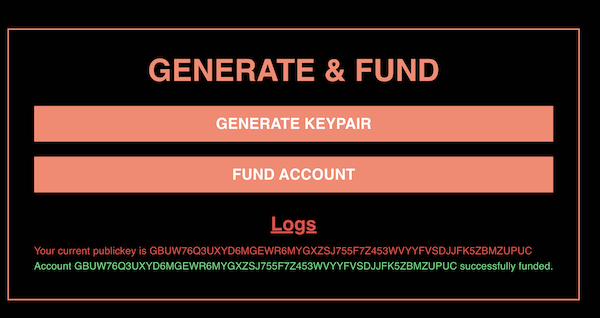 GENERATE & FUND
GENERATE KEYPAIR
FUND ACCOUNT
Logs
Your current publickey is GBUW76Q3UXYD6MGEWR6MYGXZSJ755F7Z453WVYYFVSDJJFK5ZBMZUPUC
Account GBUW76Q3UXYD6MGEWR6MYGXZSJ755F7Z453WVYYFVSDJJFK5ZBMZUPUC successfully funded.